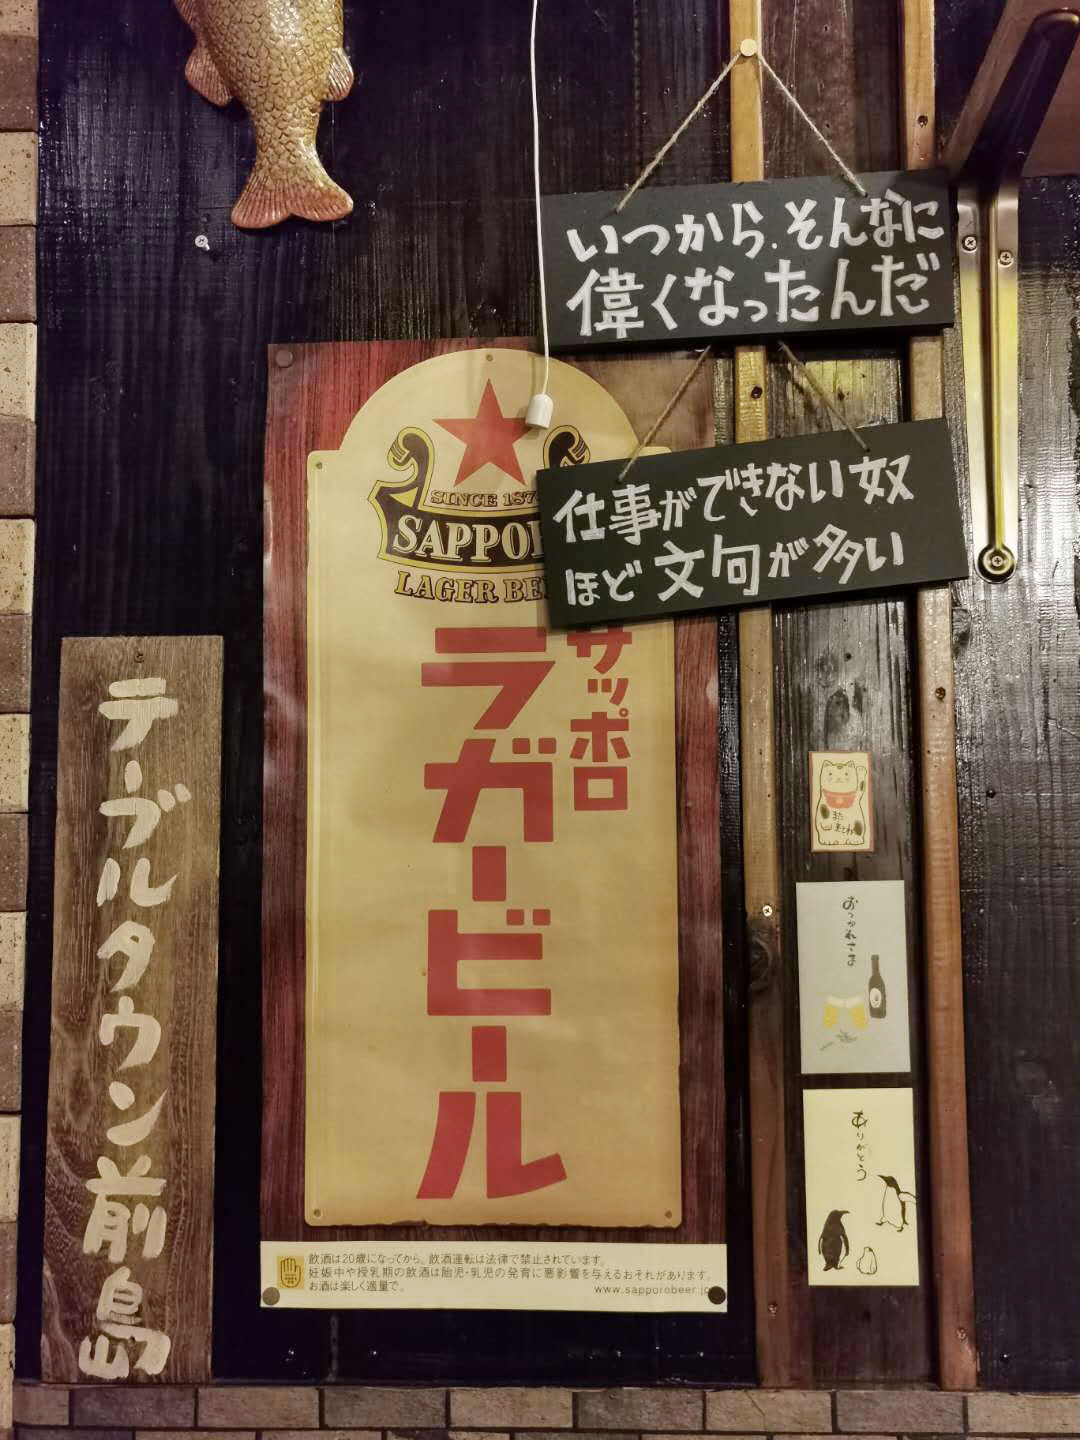 いつから、そんなに
偉くなったんだ
仕事ができない奴
ほど文句が多い
SINCE 187
SAPPO
LAGER BE
サッポロ
ラガービール
テーブルタウン前島
また
おつかれさま
ありがとう
飲酒は20歳になってから。飲酒運転は法律で禁止されています。
妊娠中や授乳期の飲酒は胎児・乳児の発育に悪影響を与えるおそれがあります。
お酒は楽しく適量で。
www.sapporobeer.jp